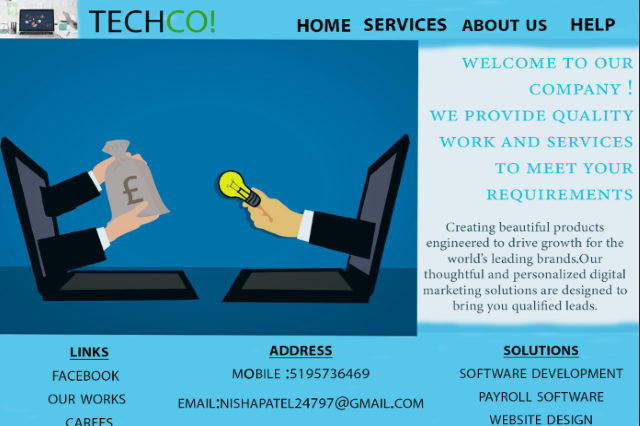 TECHCO!
HOME SERVICES ABOUT US HELP
WELCOME TO OUR
COMPANY !
WE PROVIDE QUALITY
WORK AND SERVICES
TO MEET YOUR
REQUIREMENTS
£
Creating beautiful products
engineered to drive growth for the
world's leading brands.Our
thoughtful and personalized digital
marketing solutions are designed to
bring you qualified leads.
LINKS
FACEBOOK
OUR WORKS
CAREES
ADDRESS
MOBILE :5195736469
EMAIL:NISHAPATEL24797@GMAIL.COM
SOLUTIONS
SOFTWARE DEVELOPMENT
PAYROLL SOFTWARE
WEBSITE DESIGN